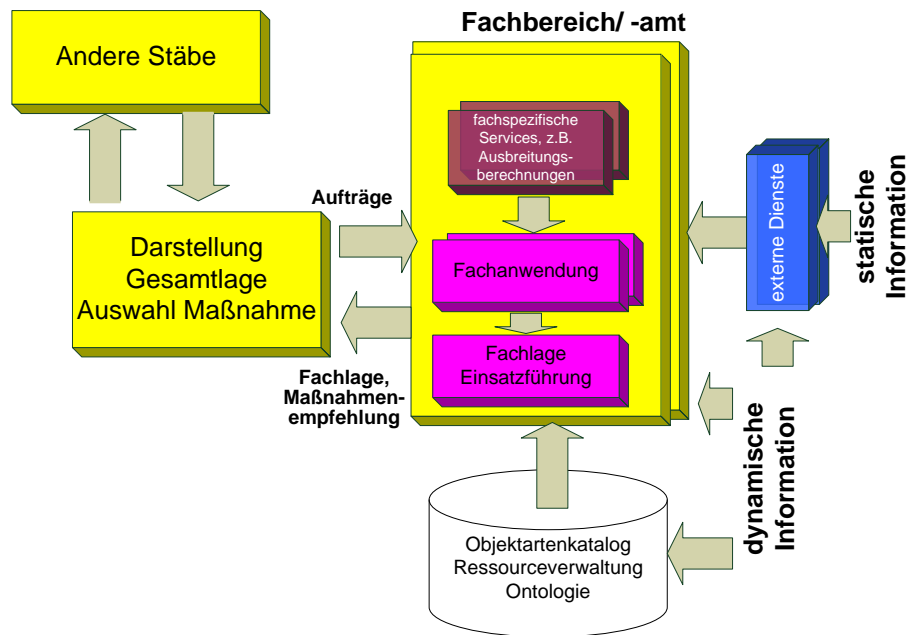 Fachbereich/ -amt
Andere Stäbe
fachspezifische
Services, z.B.
Ausbreitungs-
berechnungen
Aufträge
Darstellung
Gesamtlage
Auswahl Maßnahme
Fachanwendung
Fachlage
Einsatzführung
Fachlage,
Maßnahmen-
empfehlung
externe Dienste
statische
Information
dynamische
Information
Objektartenkatalog
Ressourceverwaltung
Ontologie